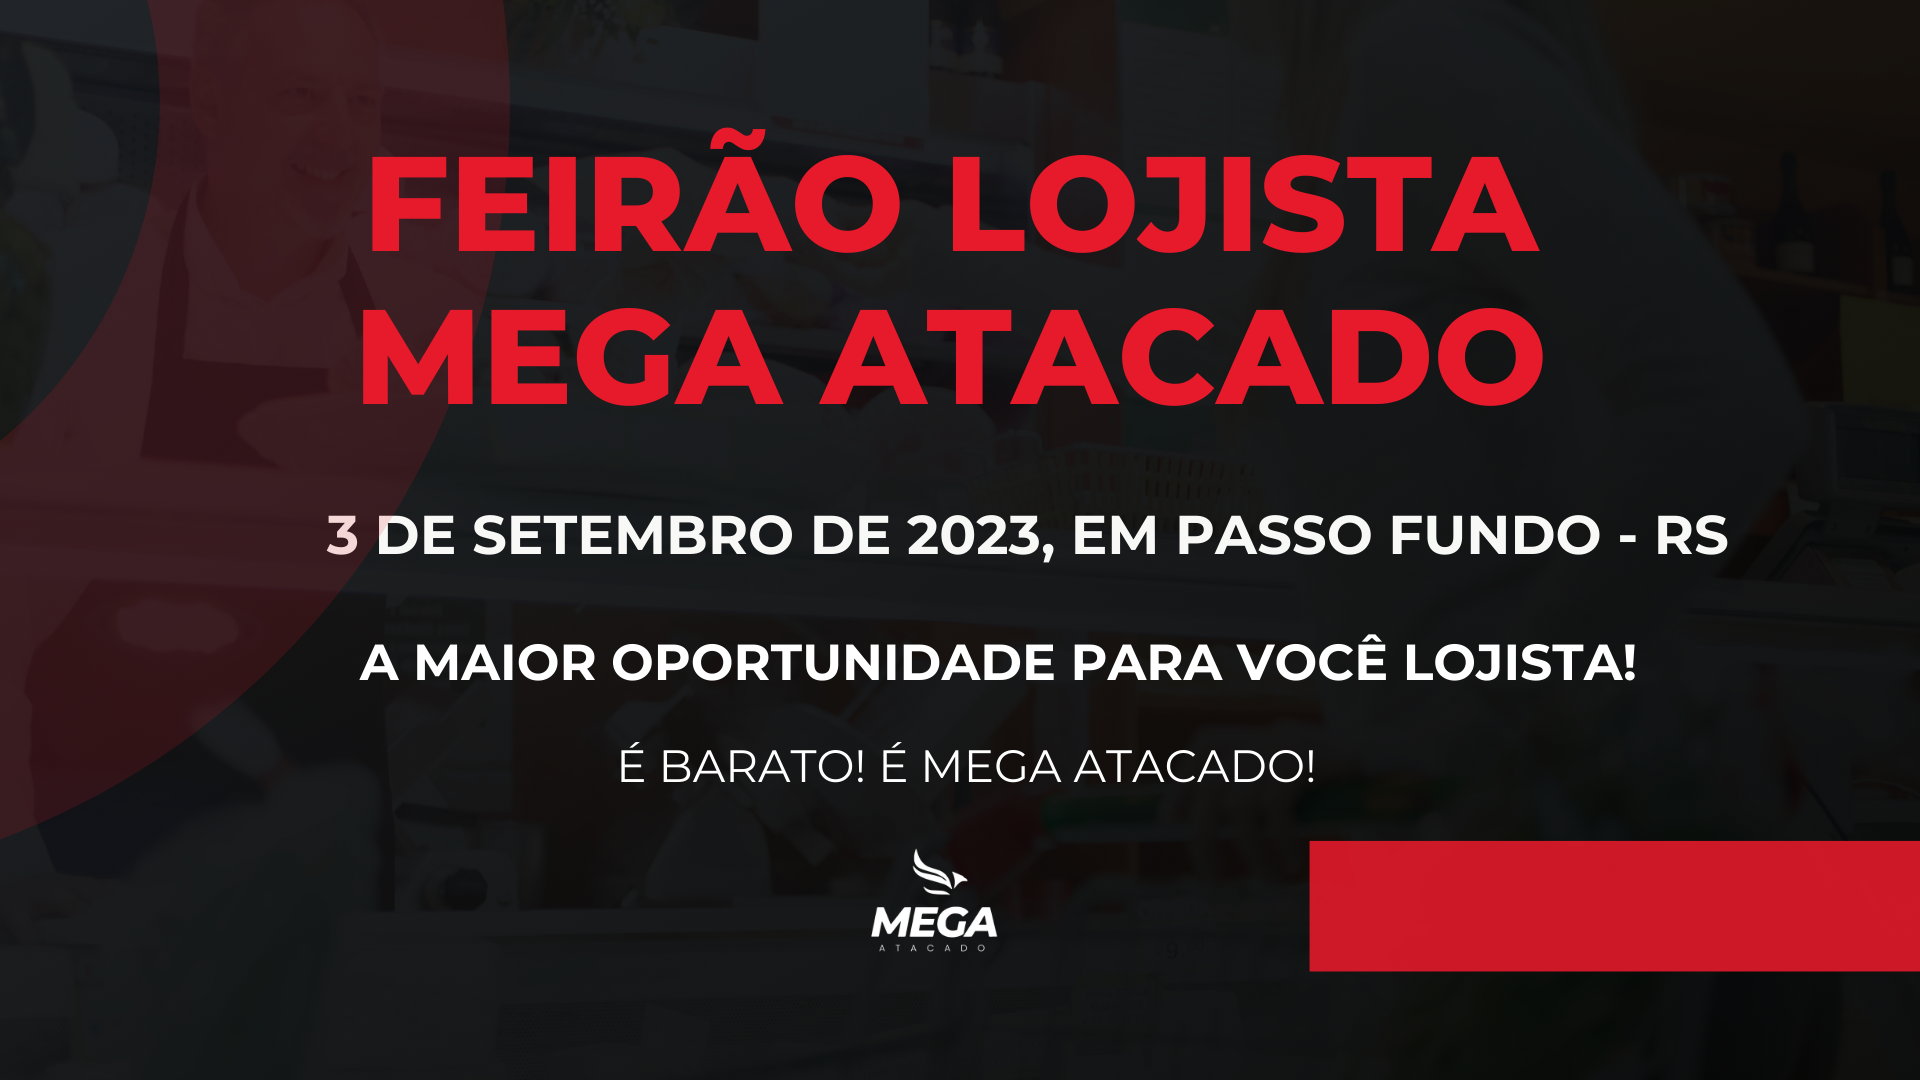 FEIRÃO LOJISTA
MEGA ATACADO
3 DE SETEMBRO DE 2023, EM PASSO FUNDO - RS
A MAIOR OPORTUNIDADE PARA VOCÊ LOJISTA!
É BARATO! É MEGA ATACADO!
MEGA
ATACADO